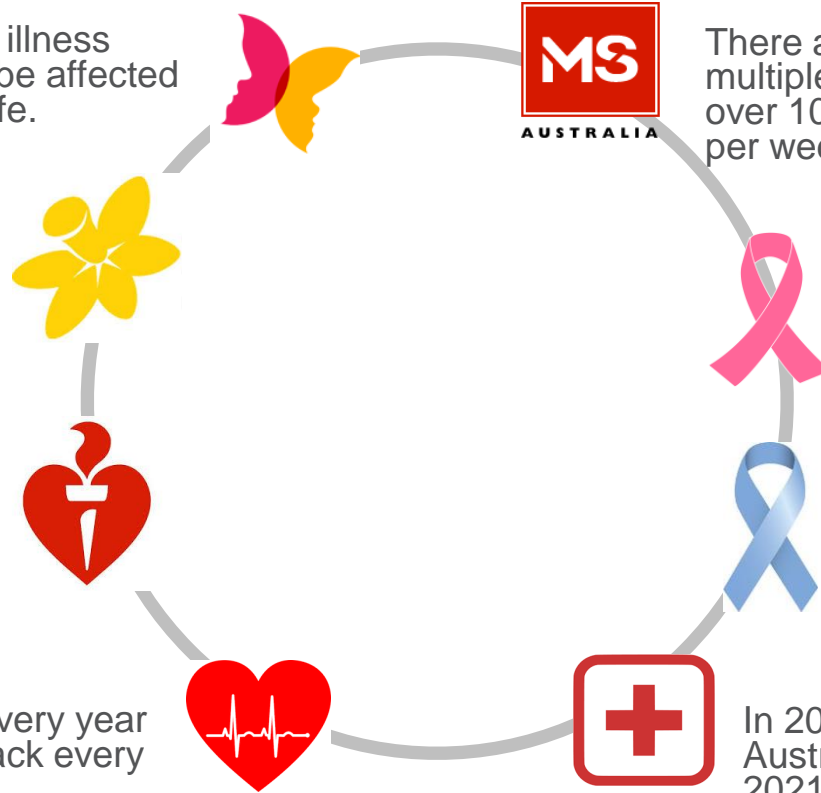 illness
be affected
fe.
MS
AUSTRALIA
There a
multiple
over 10
per wee
very year
ack every
In 20
Austr
2021